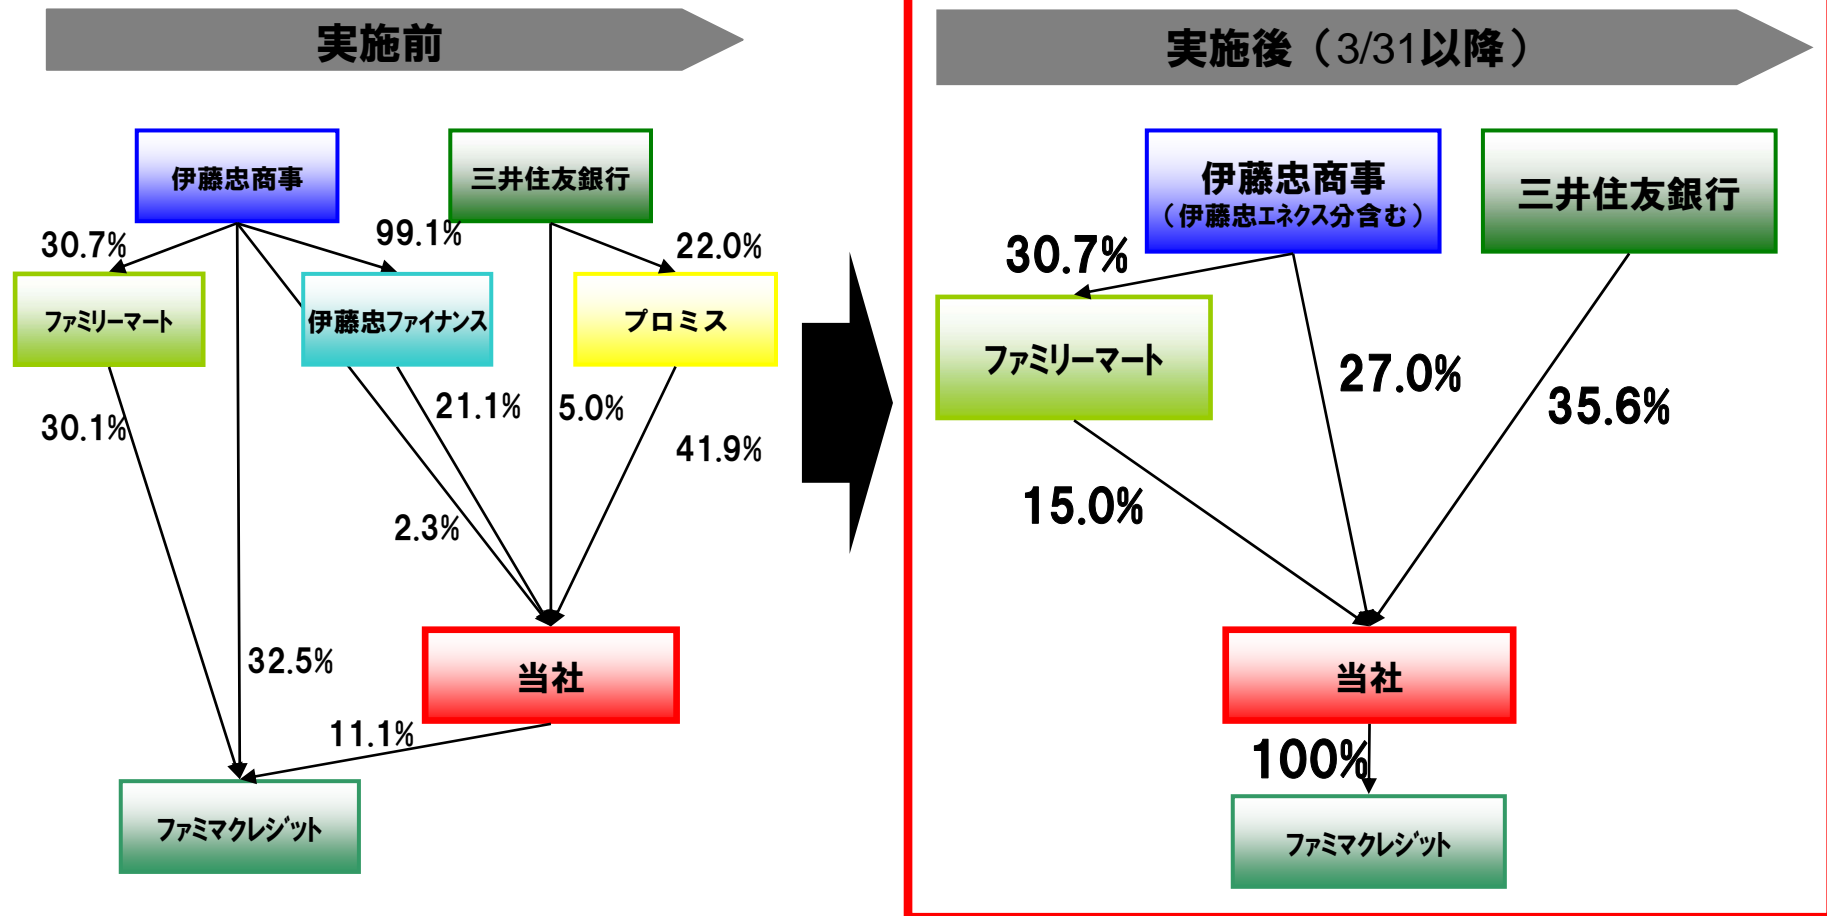 実施前
伊藤忠商事
三井住友銀行
30.7%
99.1%
22.0%
ファミリーマート
伊藤忠ファイナンス
プロミス
30.1%
21.1%
5.0%
41.9%
2.3%
32.5%
当社
11.1%
ファミマクレジット
実施後（3/31以降）
伊藤忠商事
（伊藤忠エネクス分含む）
三井住友銀行
30.7%
ファミリーマート
27.0%
35.6%
15.0%
当社
100%
ファミマクレジット